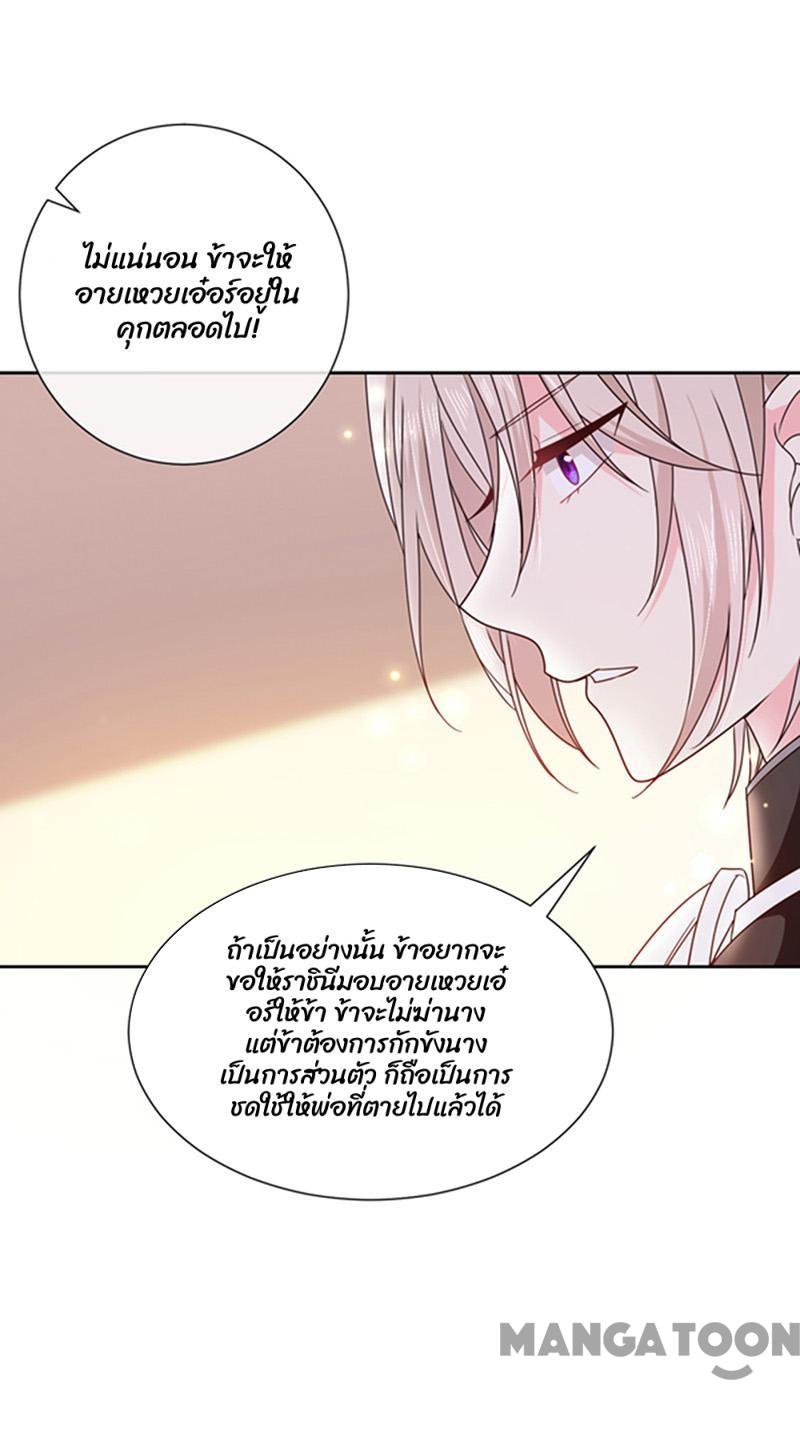 ไม่แน่นอน ข้าจะให้
อายเหวยเอ๋อร์อยู่ใน
คุกตลอดไป!
ถ้าเป็นอย่างนั้น ข้าอยากจะ
ขอให้ราชินีมอบอายเหวยเอ๋
อร์ให้ข้า ข้าจะไม่ฆ่านาง
แต่ข้าต้องการกักขังนาง
เป็นการส่วนตัว ก็ถือเป็นการ
ชดใช้ให้พ่อที่ตายไปแล้วได้
MANGATOON